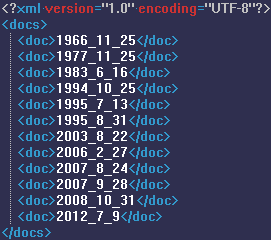 <?xml version="1.0" encoding="UTF-8"?>
<docs>
<doc>1966_11_25</doc>
<doc>1977_11_25</doc>
<doc>1983_6_16</doc>
<doc>1994_10_25</doc>
<doc>1995_7_13</doc>
<doc>1995_8_31</doc>
<doc>2003_8_22</doc>
<doc>2006_2_27</doc>
<doc>2007_8_24</doc>
<doc>2007_9_28</doc>
<doc>2008_10_31</doc>
<doc>2012_7_9</doc>
</docs>